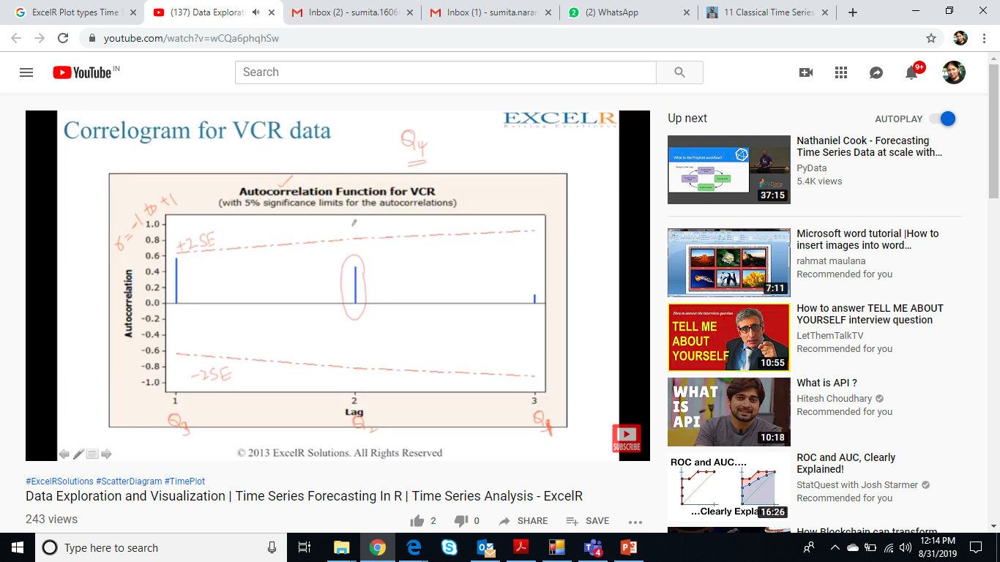 ExcelR Plot types Time S
(137) Data Explorat
Inbox (2) - sumita.1606
Inbox (1) - sumita.naran
(2) WhatsApp
11 Classical Time Series
youtube.com/watch?v=wCQa6phqhSw
YouTube IN
Search
9+
Correlogram for VCR data
EXCELR
Raising Excellence
Q4
Autocorrelation Function for VCR
(with 5% significance limits for the autocorrelations)
-1 to +1
+2SE
-2SE
Autocorrelation
1.0
0.8
0.6
0.4
0.2
0.0
-0.2
-0.4
-0.6
-0.8
-1.0
1 2 3
Lag
Q3 Q2
© 2013 ExcelR Solutions. All Rights Reserved
SUBSCRIBE
#ExcelRSolutions #ScatterDiagram #TimePlot
Data Exploration and Visualization | Time Series Forecasting In R | Time Series Analysis - ExcelR
243 views
2 0 SHARE SAVE
Up next AUTOPLAY
What is the Prophet workflow?
37:15
Nathaniel Cook - Forecasting
Time Series Data at scale with...
PyData
5.4K views
7:11
Microsoft word tutorial |How to
insert images into word...
rahmat maulana
Recommended for you
How to answer the interview question
TELL ME
ABOUT
YOURSELF
10:55
How to answer TELL ME ABOUT
YOURSELF interview question
LetThemTalkTV
Recommended for you
WHAT
IS
API
10:18
What is API ?
Hitesh Choudhary
Recommended for you
ROC and AUC....
...Clearly Expl
16:26
ROC and AUC, Clearly
Explained!
StatQuest with Josh Starmer
Recommended for you
How Blockchain can transform
Type here to search
4
12:14 PM
8/31/2019